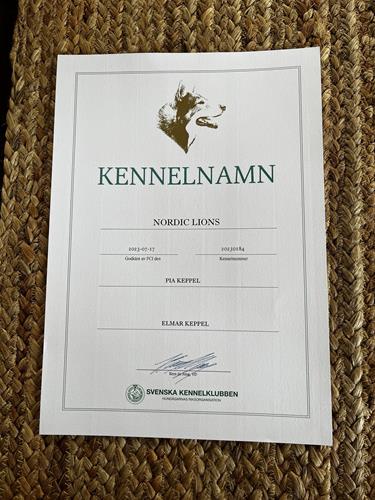 KENNELNAMN
NORDIC LIONS
2023-07-17 20230184
Godkänt av FCI den Kennelnummer
PIA KEPPEL
ELMAR KEPPEL
SVENSKA KENNELKLUBBEN
HUNDÄGARNAS RIKSORGANISATION